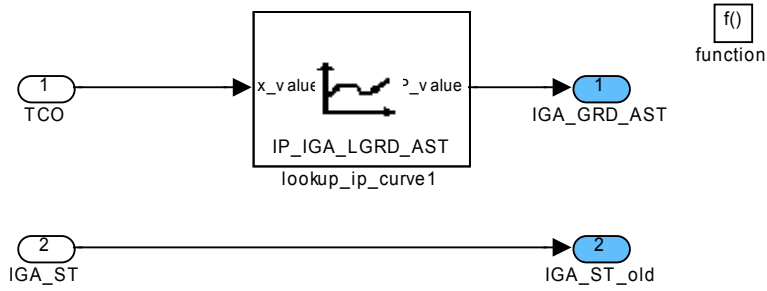 f()
function
1
TCO
x_value
P_value
IP_IGA_LGRD_AST
lookup_ip_curve1
1
IGA_GRD_AST
2
IGA_ST
2
IGA_ST_old